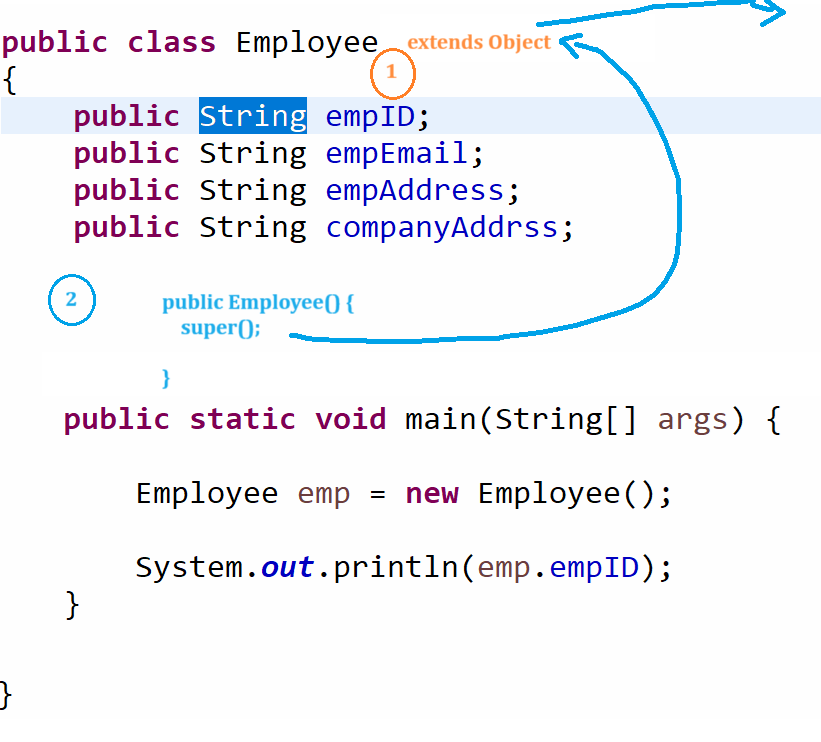 public class Employee extends Object
{
1
public String empID;
public String empEmail;
public String empAddress;
public String companyAddrss;
2
public Employee() {
super();
}
public static void main(String[] args) {
Employee emp = new Employee();
System.out.println(emp.empID);
}
}